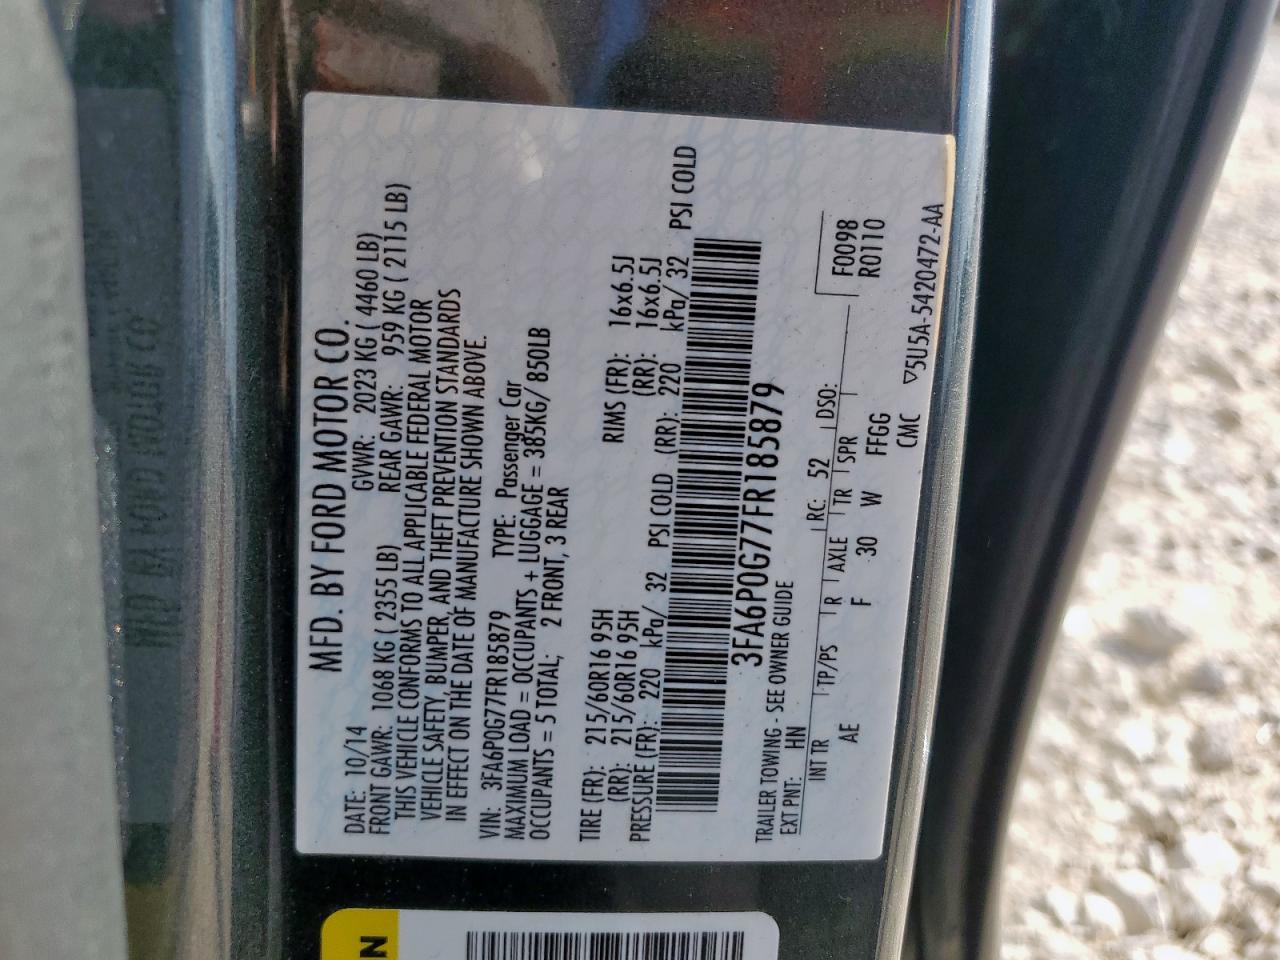 MFD. BY FORD MOTOR CO.
DATE: 10/14 GVWR: 2023 KG ( 4460 LB)
FRONT GAWR: 1068 KG ( 2355 LB) REAR GAWR: 959 KG ( 2115 LB)
THIS VEHICLE CONFORMS TO ALL APPLICABLE FEDERAL MOTOR
VEHICLE SAFETY, BUMPER, AND THEFT PREVENTION STANDARDS
IN EFFECT ON THE DATE OF MANUFACTURE SHOWN ABOVE.
VIN: 3FA6P0G77FR185879 TYPE: Passenger Car
MAXIMUM LOAD = OCCUPANTS + LUGGAGE = 385KG/ 850LB
OCCUPANTS = 5 TOTAL; 2 FRONT, 3 REAR
TIRE (FR): 215/60R16 95H RIMS (FR): 16x6.5J
(RR): 215/60R16 95H (RR): 16x6.5J
PRESSURE (FR): 220 kPa/ 32 PSI COLD (RR): 220 kPa/ 32 PSI COLD
3FA6P0G77FR185879
TRAILER TOWING - SEE OWNER GUIDE
EXT PNT: HN RC: 52 DSO: F0098
R0110
INT TR TP/PS R AXLE TR SPR
AE F 30 W FFGG
CMC
▽5U5A-5420472-AA
N